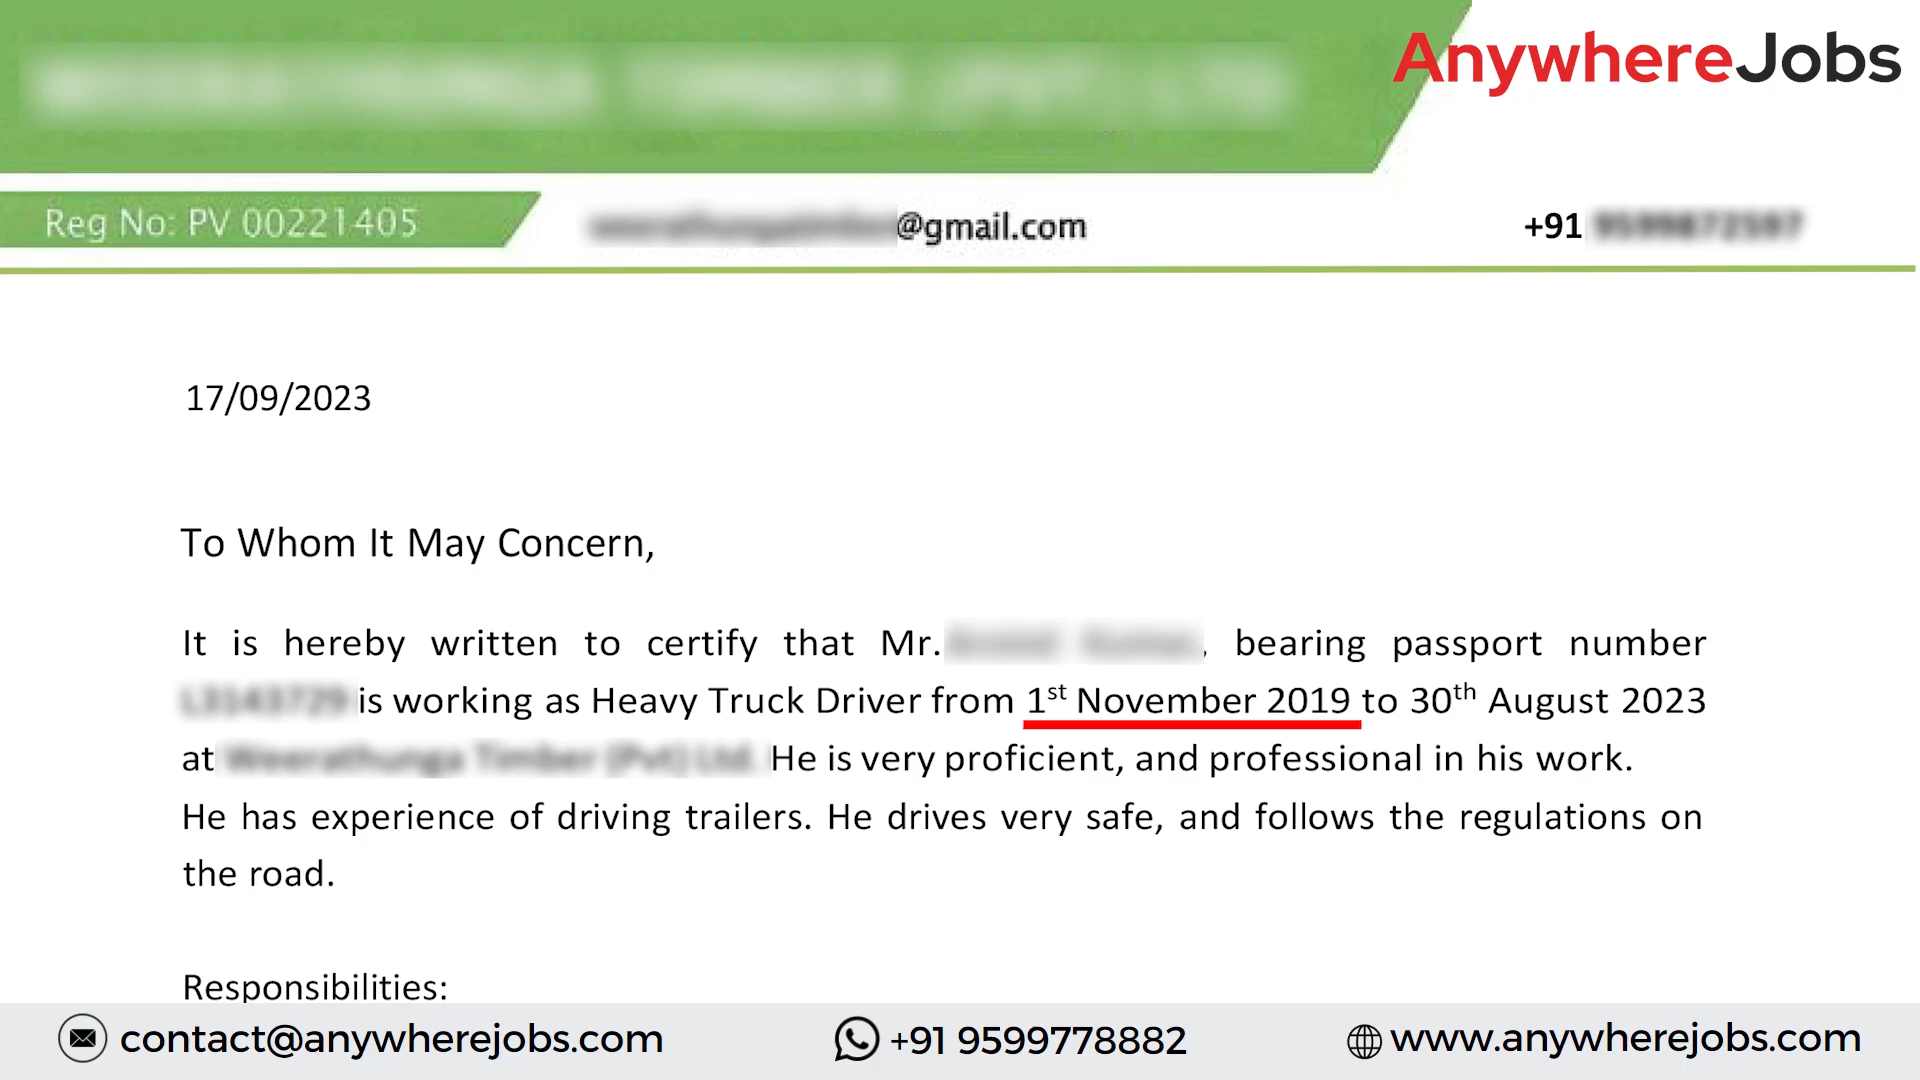 AnywhereJobs
Reg No: PV 00221405
@gmail.com
+91
17/09/2023
To Whom It May Concern,
It is hereby written to certify that Mr. , bearing passport number
is working as Heavy Truck Driver from 1st November 2019 to 30th August 2023
at He is very proficient, and professional in his work.
He has experience of driving trailers. He drives very safe, and follows the regulations on
the road.
Responsibilities:
contact@anywherejobs.com
+91 9599778882
www.anywherejobs.com